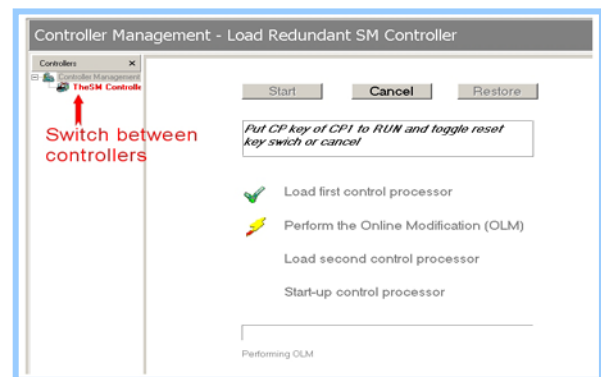 Controller Management - Load Redundant SM Controller
Controllers
Controller Management
TheSM Controlle
Switch between
controllers
Start Cancel Restore
Put CP key of CP1 to RUN and toggle reset
key swich or cancel
Load first control processor
Perform the Online Modification (OLM)
Load second control processor
Start-up control processor
Performing OLM